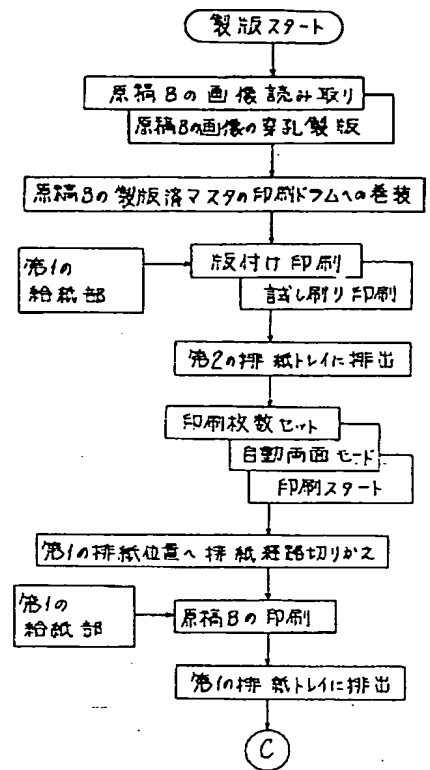 製版スタート
原稿Bの画像読み取り
原稿Bの画像の穿孔製版
原稿Bの製版済マスタの印刷ドラムへの巻装
第1の
給紙部
版付け印刷
試し刷り印刷
第2の排紙トレイに排出
印刷枚数セット
自動両面モード
印刷スタート
第1の排紙位置へ排紙経路切りかえ
第1の
給紙部
原稿Bの印刷
第1の排紙トレイに排出
C